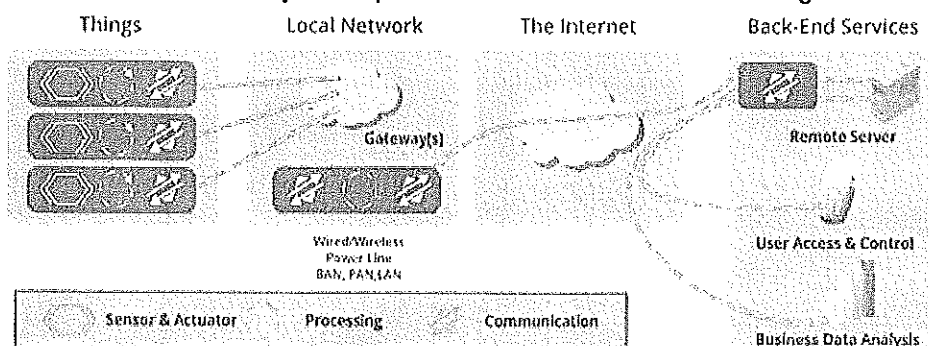 Things
Local Network
The Internet
Back-End Services
Gateway(s)
Remote Server
Wired/Wireless
Power Line
BAN, PAN, LAN
User Access & Control
Sensor & Actuator
Processing
Communication
Business Data Analysis